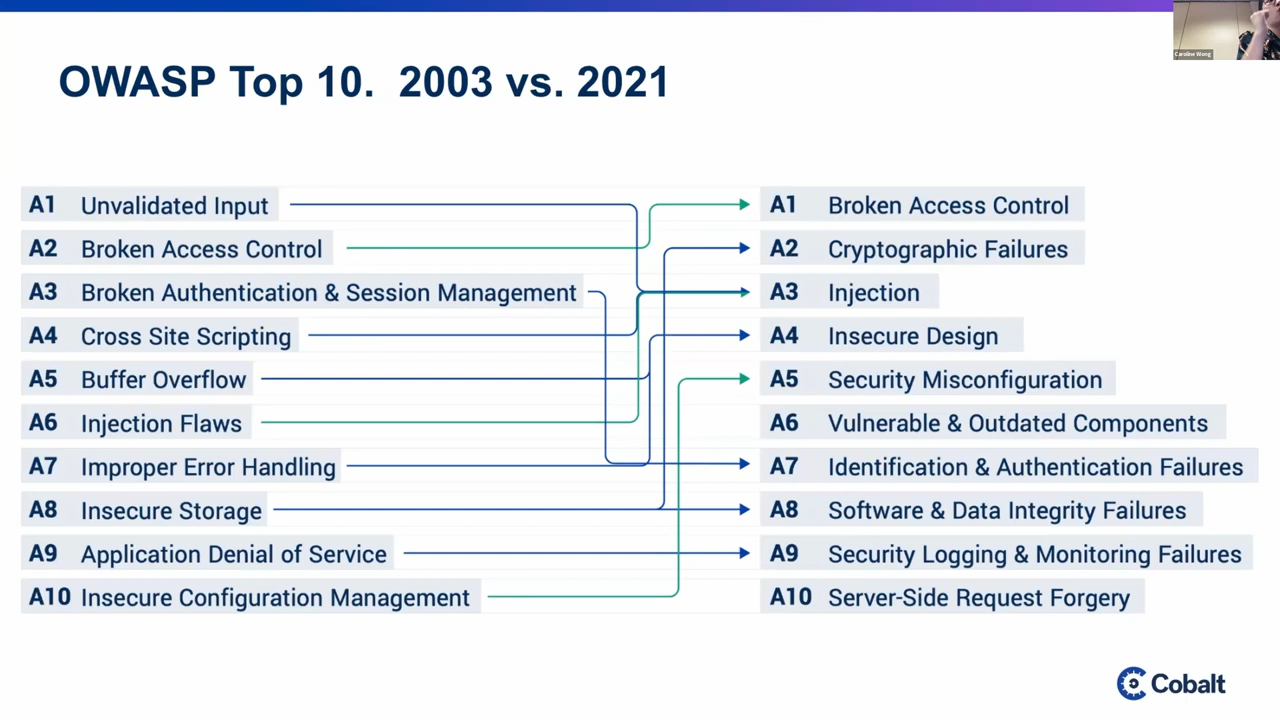 Caroline Wong
OWASP Top 10. 2003 vs. 2021
A1 Unvalidated Input
A2 Broken Access Control
A3 Broken Authentication & Session Management
A4 Cross Site Scripting
A5 Buffer Overflow
A6 Injection Flaws
A7 Improper Error Handling
A8 Insecure Storage
A9 Application Denial of Service
A10 Insecure Configuration Management
A1 Broken Access Control
A2 Cryptographic Failures
A3 Injection
A4 Insecure Design
A5 Security Misconfiguration
A6 Vulnerable & Outdated Components
A7 Identification & Authentication Failures
A8 Software & Data Integrity Failures
A9 Security Logging & Monitoring Failures
A10 Server-Side Request Forgery
Cobalt